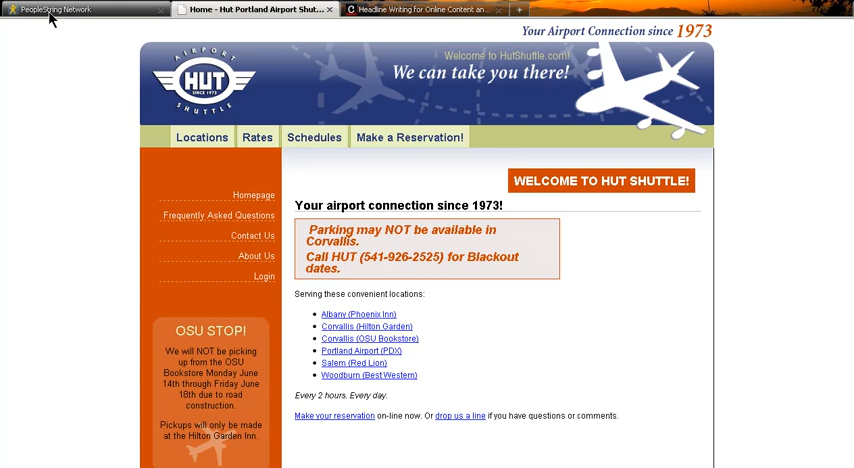 PeopleString Network
Home - Hut Portland Airport Shut...
Headline Writing for Online Content an...
Your Airport Connection since 1973
AIRPORT
HUT
SINCE 1973
SHUTTLE
Welcome to HutShuttle.com!
We can take you there!
Locations
Rates
Schedules
Make a Reservation!
WELCOME TO HUT SHUTTLE!
Homepage
Frequently Asked Questions
Contact Us
About Us
Login
OSU STOP!
We will NOT be picking
up from the OSU
Bookstore Monday June
14th through Friday June
18th due to road
construction.
Pickups will only be made
at the Hilton Garden Inn.
Your airport connection since 1973!
Parking may NOT be available in
Corvallis.
Call HUT (541-926-2525) for Blackout
dates.
Serving these convenient locations:
Albany (Phoenix Inn)
Corvallis (Hilton Garden)
Corvallis (OSU Bookstore)
Portland Airport (PDX)
Salem (Red Lion)
Woodburn (Best Western)
Every 2 hours. Every day.
Make your reservation on-line now. Or drop us a line if you have questions or comments.